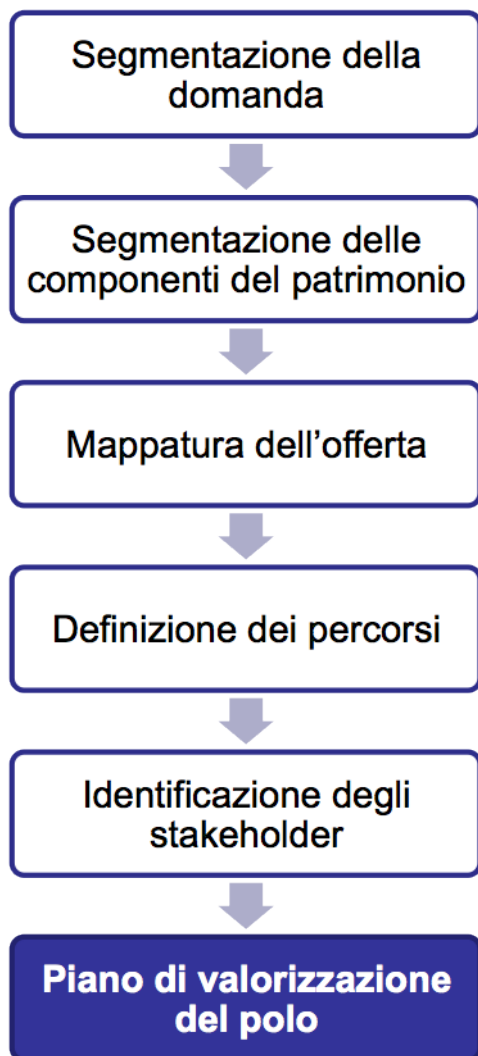 Segmentazione della
domanda
Segmentazione delle
componenti del patrimonio
Mappatura dell’offerta
Definizione dei percorsi
Identificazione degli
stakeholder
Piano di valorizzazione
del polo